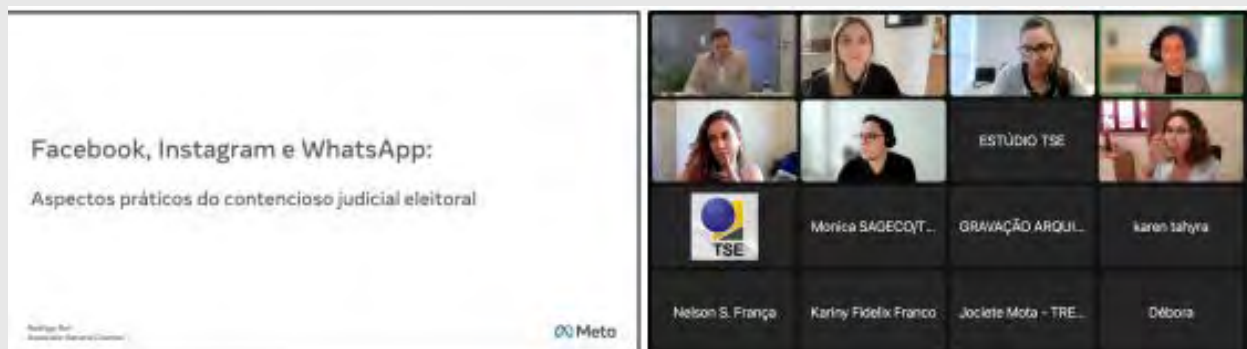 Facebook, Instagram e WhatsApp:
Aspectos práticos do contencioso judicial eleitoral
Meta
ESTÚDIO TSE
TSE
Monica SAGECO/T...
GRAVAÇÃO ARQUI...
karen tahyra
Nelson S. França
Kariny Fidelix Franco
Joclete Mota - TRE...
Débora